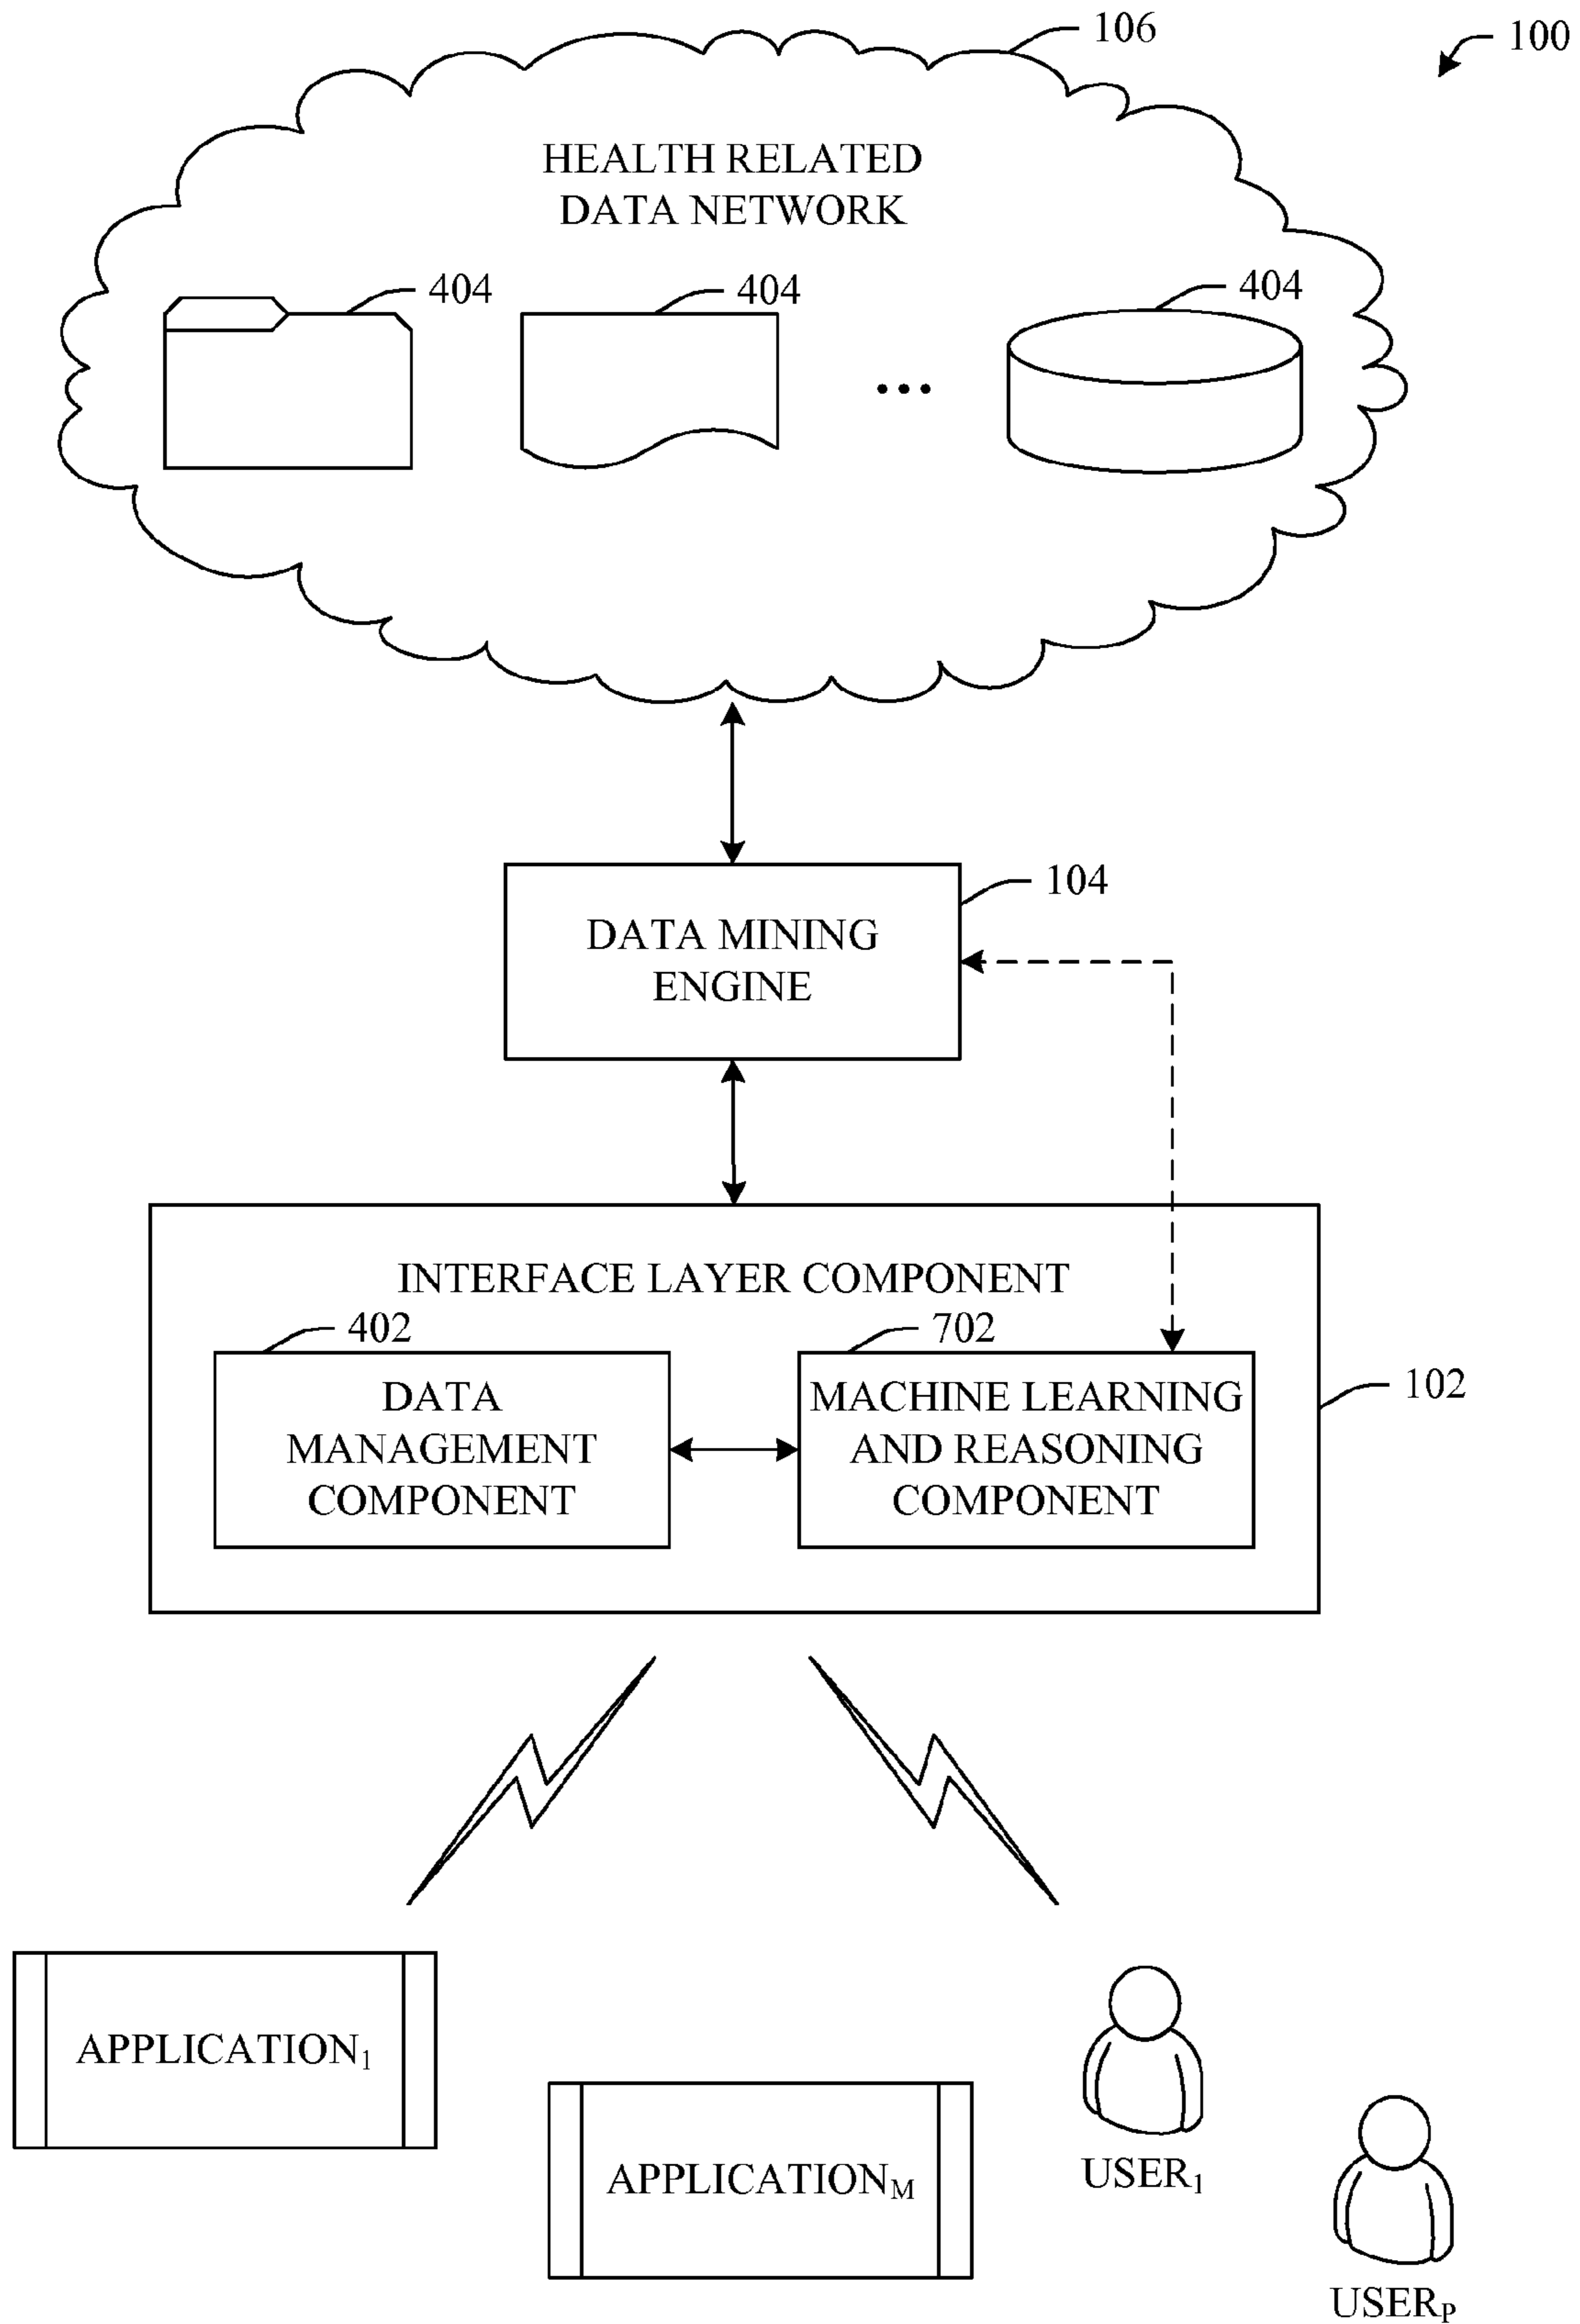 106
100
HEALTH RELATED
DATA NETWORK
404
404
404
...
104
DATA MINING
ENGINE
INTERFACE LAYER COMPONENT
402
702
DATA
MANAGEMENT
COMPONENT
MACHINE LEARNING
AND REASONING
COMPONENT
102
APPLICATION₁
APPLICATIONM
USER₁
USERP